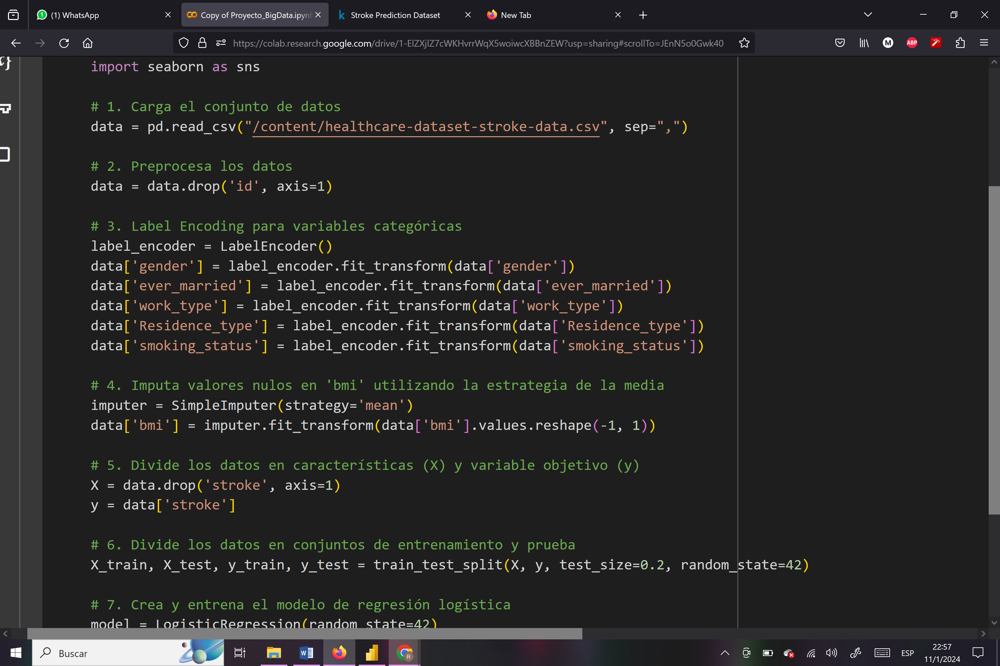 (1) WhatsApp
Copy of Proyecto_BigData.ipynb
Stroke Prediction Dataset
New Tab
https://colab.research.google.com/drive/1-ElZXjlZ7cWKHvrrWqX5woiwcXBBnZEW?usp=sharing#scrollTo=JEnN5o0Gwk40
M
ABP
import seaborn as sns
# 1. Carga el conjunto de datos
data = pd.read_csv("/content/healthcare-dataset-stroke-data.csv", sep=",")
# 2. Preprocesa los datos
data = data.drop('id', axis=1)
# 3. Label Encoding para variables categóricas
label_encoder = LabelEncoder()
data['gender'] = label_encoder.fit_transform(data['gender'])
data['ever_married'] = label_encoder.fit_transform(data['ever_married'])
data['work_type'] = label_encoder.fit_transform(data['work_type'])
data['Residence_type'] = label_encoder.fit_transform(data['Residence_type'])
data['smoking_status'] = label_encoder.fit_transform(data['smoking_status'])
# 4. Imputa valores nulos en 'bmi' utilizando la estrategia de la media
imputer = SimpleImputer(strategy='mean')
data['bmi'] = imputer.fit_transform(data['bmi'].values.reshape(-1, 1))
# 5. Divide los datos en características (X) y variable objetivo (y)
X = data.drop('stroke', axis=1)
y = data['stroke']
# 6. Divide los datos en conjuntos de entrenamiento y prueba
X_train, X_test, y_train, y_test = train_test_split(X, y, test_size=0.2, random_state=42)
# 7. Crea y entrena el modelo de regresión logística
model = LogisticRegression(random_state=42)
Buscar
ESP
22:57
11/1/2024